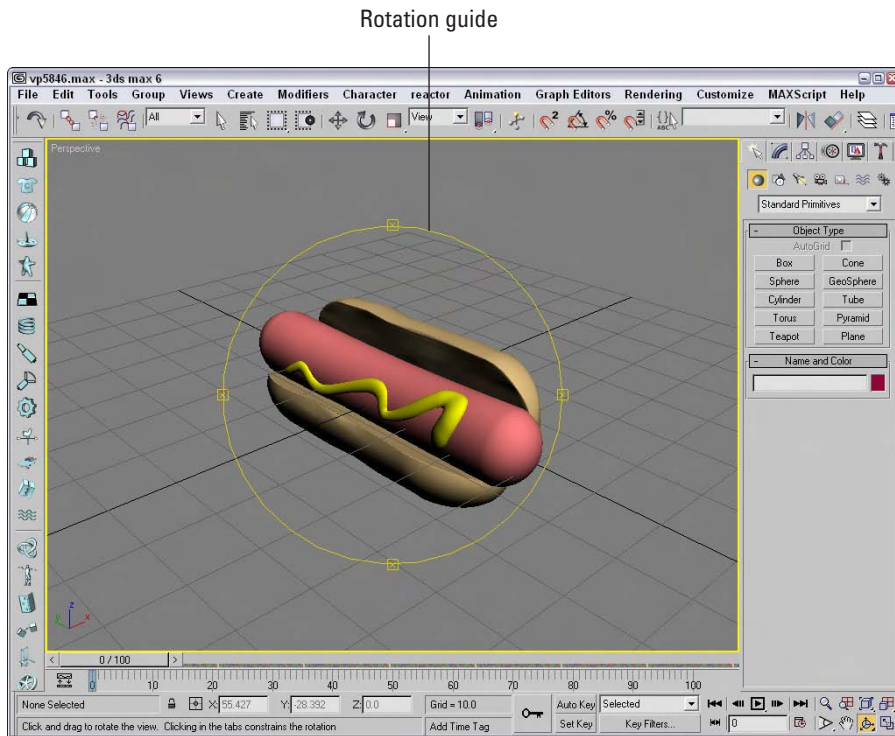 Rotation guide
vp5846.max - 3ds max 6
File Edit Tools Group Views Create Modifiers Character reactor Animation Graph Editors Rendering Customize MAXScript Help
All
View
ABC
Perspective
Standard Primitives
- Object Type
AutoGrid
Box Cone
Sphere GeoSphere
Cylinder Tube
Torus Pyramid
Teapot Plane
- Name and Color
z
y x
< 0 / 100 >
0 10 20 30 40 50 60 70 80 90 100
None Selected X: 55.427 Y: -28.392 Z: 0.0 Grid = 10.0 Auto Key Selected
Click and drag to rotate the view. Clicking in the tabs constrains the rotation Add Time Tag Set Key Key Filters... 0